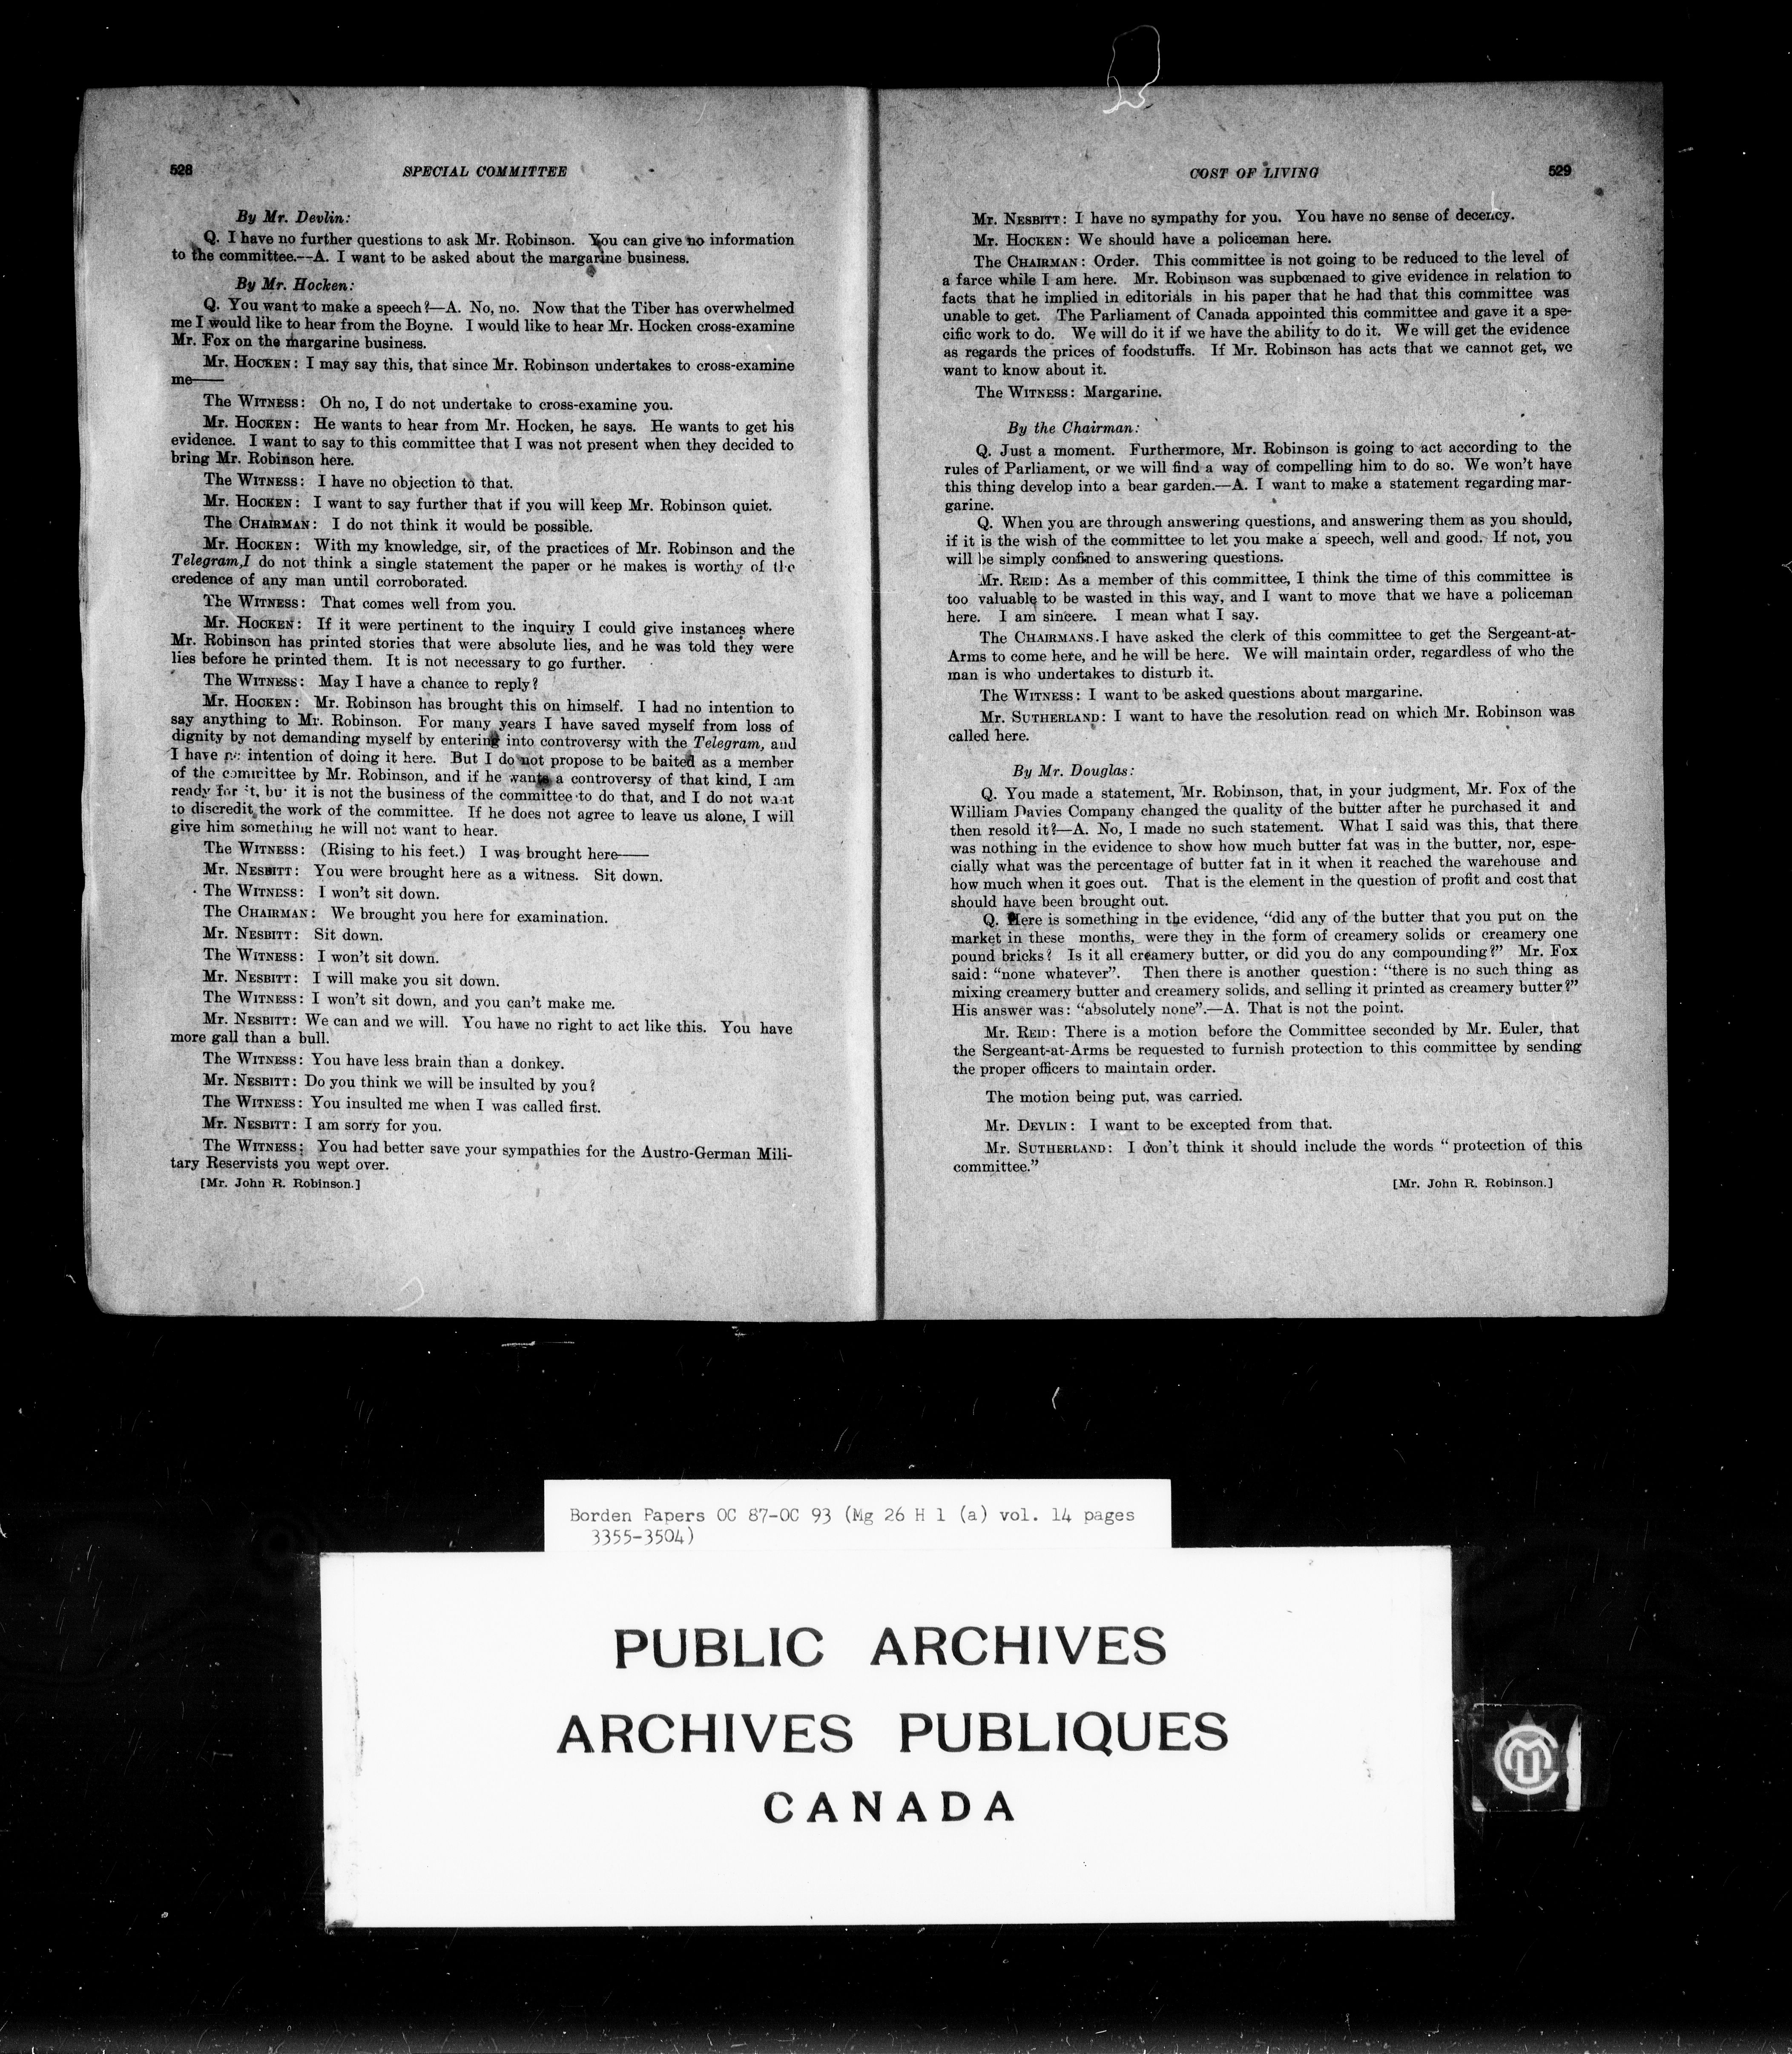 528 SPECIAL COMMITTEE
By Mr. Devlin:
Q. I have no further questions to ask Mr. Robinson. You can give no information
to the committee.--A. I want to be asked about the margarine business.
By Mr. Hocken:
Q. You want to make a speech?—A. No, no. Now that the Tiber has overwhelmed
me I would like to hear from the Boyne. I would like to hear Mr. Hocken cross-examine
Mr. Fox on the margarine business.
Mr. HOCKEN: I may say this, that since Mr. Robinson undertakes to cross-examine
me——
The WITNESS: Oh no, I do not undertake to cross-examine you.
Mr. HOCKEN: He wants to hear from Mr. Hocken, he says. He wants to get his
evidence. I want to say to this committee that I was not present when they decided to
bring Mr. Robinson here.
The WITNESS: I have no objection to that.
Mr. HOCKEN: I want to say further that if you will keep Mr. Robinson quiet.
The CHAIRMAN: I do not think it would be possible.
Mr. HOCKEN: With my knowledge, sir, of the practices of Mr. Robinson and the
Telegram,I do not think a single statement the paper or he makes is worthy of the
credence of any man until corroborated.
The WITNESS: That comes well from you.
Mr. HOCKEN: If it were pertinent to the inquiry I could give instances where
Mr. Robinson has printed stories that were absolute lies, and he was told they were
lies before he printed them. It is not necessary to go further.
The WITNESS: May I have a chance to reply?
Mr. HOCKEN: Mr. Robinson has brought this on himself. I had no intention to
say anything to Mr. Robinson. For many years I have saved myself from loss of
dignity by not demanding myself by entering into controversy with the Telegram, and
I have no intention of doing it here. But I do not propose to be baited as a member
of the committee by Mr. Robinson, and if he wants a controversy of that kind, I am
ready for it, but it is not the business of the committee to do that, and I do not want
to discredit the work of the committee. If he does not agree to leave us alone, I will
give him something he will not want to hear.
The WITNESS: (Rising to his feet.) I was brought here——
Mr. NESBITT: You were brought here as a witness. Sit down.
The WITNESS: I won't sit down.
The CHAIRMAN: We brought you here for examination.
Mr. NESBITT: Sit down.
The WITNESS: I won't sit down.
Mr. NESBITT: I will make you sit down.
The WITNESS: I won't sit down, and you can't make me.
Mr. NESBITT: We can and we will. You have no right to act like this. You have
more gall than a bull.
The WITNESS: You have less brain than a donkey.
Mr. NESBITT: Do you think we will be insulted by you?
The WITNESS: You insulted me when I was called first.
Mr. NESBITT: I am sorry for you.
The WITNESS: You had better save your sympathies for the Austro-German Mili-
tary Reservists you wept over.
[Mr. John R. Robinson.]
COST OF LIVING 529
Mr. NESBITT: I have no sympathy for you. You have no sense of decency.
Mr. HOCKEN: We should have a policeman here.
The CHAIRMAN: Order. This committee is not going to be reduced to the level of
a farce while I am here. Mr. Robinson was supbœnaed to give evidence in relation to
facts that he implied in editorials in his paper that he had that this committee was
unable to get. The Parliament of Canada appointed this committee and gave it a spe-
cific work to do. We will do it if we have the ability to do it. We will get the evidence
as regards the prices of foodstuffs. If Mr. Robinson has acts that we cannot get, we
want to know about it.
The WITNESS: Margarine.
By the Chairman:
Q. Just a moment. Furthermore, Mr. Robinson is going to act according to the
rules of Parliament, or we will find a way of compelling him to do so. We won't have
this thing develop into a bear garden.—A. I want to make a statement regarding mar-
garine.
Q. When you are through answering questions, and answering them as you should,
if it is the wish of the committee to let you make a speech, well and good. If not, you
will be simply confined to answering questions.
Mr. REID: As a member of this committee, I think the time of this committee is
too valuable to be wasted in this way, and I want to move that we have a policeman
here. I am sincere. I mean what I say.
The CHAIRMANS.I have asked the clerk of this committee to get the Sergeant-at-
Arms to come here, and he will be here. We will maintain order, regardless of who the
man is who undertakes to disturb it.
The WITNESS: I want to be asked questions about margarine.
Mr. SUTHERLAND: I want to have the resolution read on which Mr. Robinson was
called here.
By Mr. Douglas:
Q. You made a statement, Mr. Robinson, that, in your judgment, Mr. Fox of the
William Davies Company changed the quality of the butter after he purchased it and
then resold it?—A. No, I made no such statement. What I said was this, that there
was nothing in the evidence to show how much butter fat was in the butter, nor, espe-
cially what was the percentage of butter fat in it when it reached the warehouse and
how much when it goes out. That is the element in the question of profit and cost that
should have been brought out.
Q. Here is something in the evidence, "did any of the butter that you put on the
market in these months, were they in the form of creamery solids or creamery one
pound bricks? Is it all creamery butter, or did you do any compounding?" Mr. Fox
said: "none whatever". Then there is another question: "there is no such thing as
mixing creamery butter and creamery solids, and selling it printed as creamery butter?"
His answer was: "absolutely none".—A. That is not the point.
Mr. REID: There is a motion before the Committee seconded by Mr. Euler, that
the Sergeant-at-Arms be requested to furnish protection to this committee by sending
the proper officers to maintain order.
The motion being put, was carried.
Mr. DEVLIN: I want to be excepted from that.
Mr. SUTHERLAND: I don't think it should include the words "protection of this
committee."
[Mr. John R. Robinson.]
Borden Papers OC 87-OC 93 (Mg 26 H 1 (a) vol. 14 pages
3355-3504)
PUBLIC ARCHIVES
ARCHIVES PUBLIQUES
CANADA